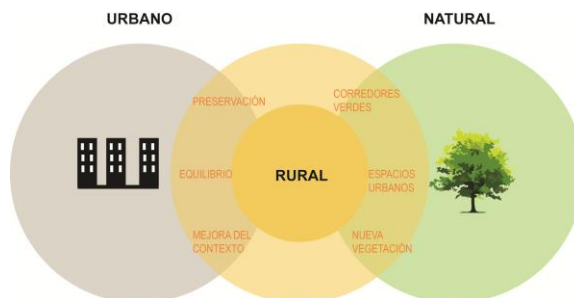 URBANO
NATURAL
PRESERVACIÓN
CORREDORES
VERDES
EQUILIBRIO
RURAL
ESPACIOS
URBANOS
MEJORA DEL
CONTEXTO
NUEVA
VEGETACIÓN